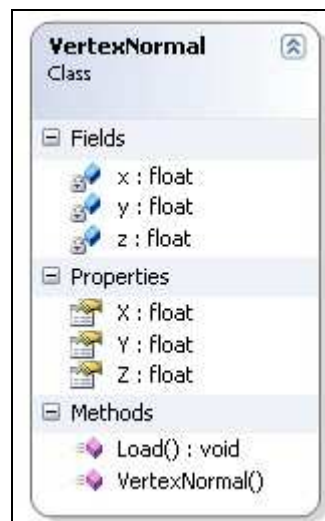 VertexNormal
Class
Fields
x : float
y : float
z : float
Properties
X : float
Y : float
Z : float
Methods
Load() : void
VertexNormal()